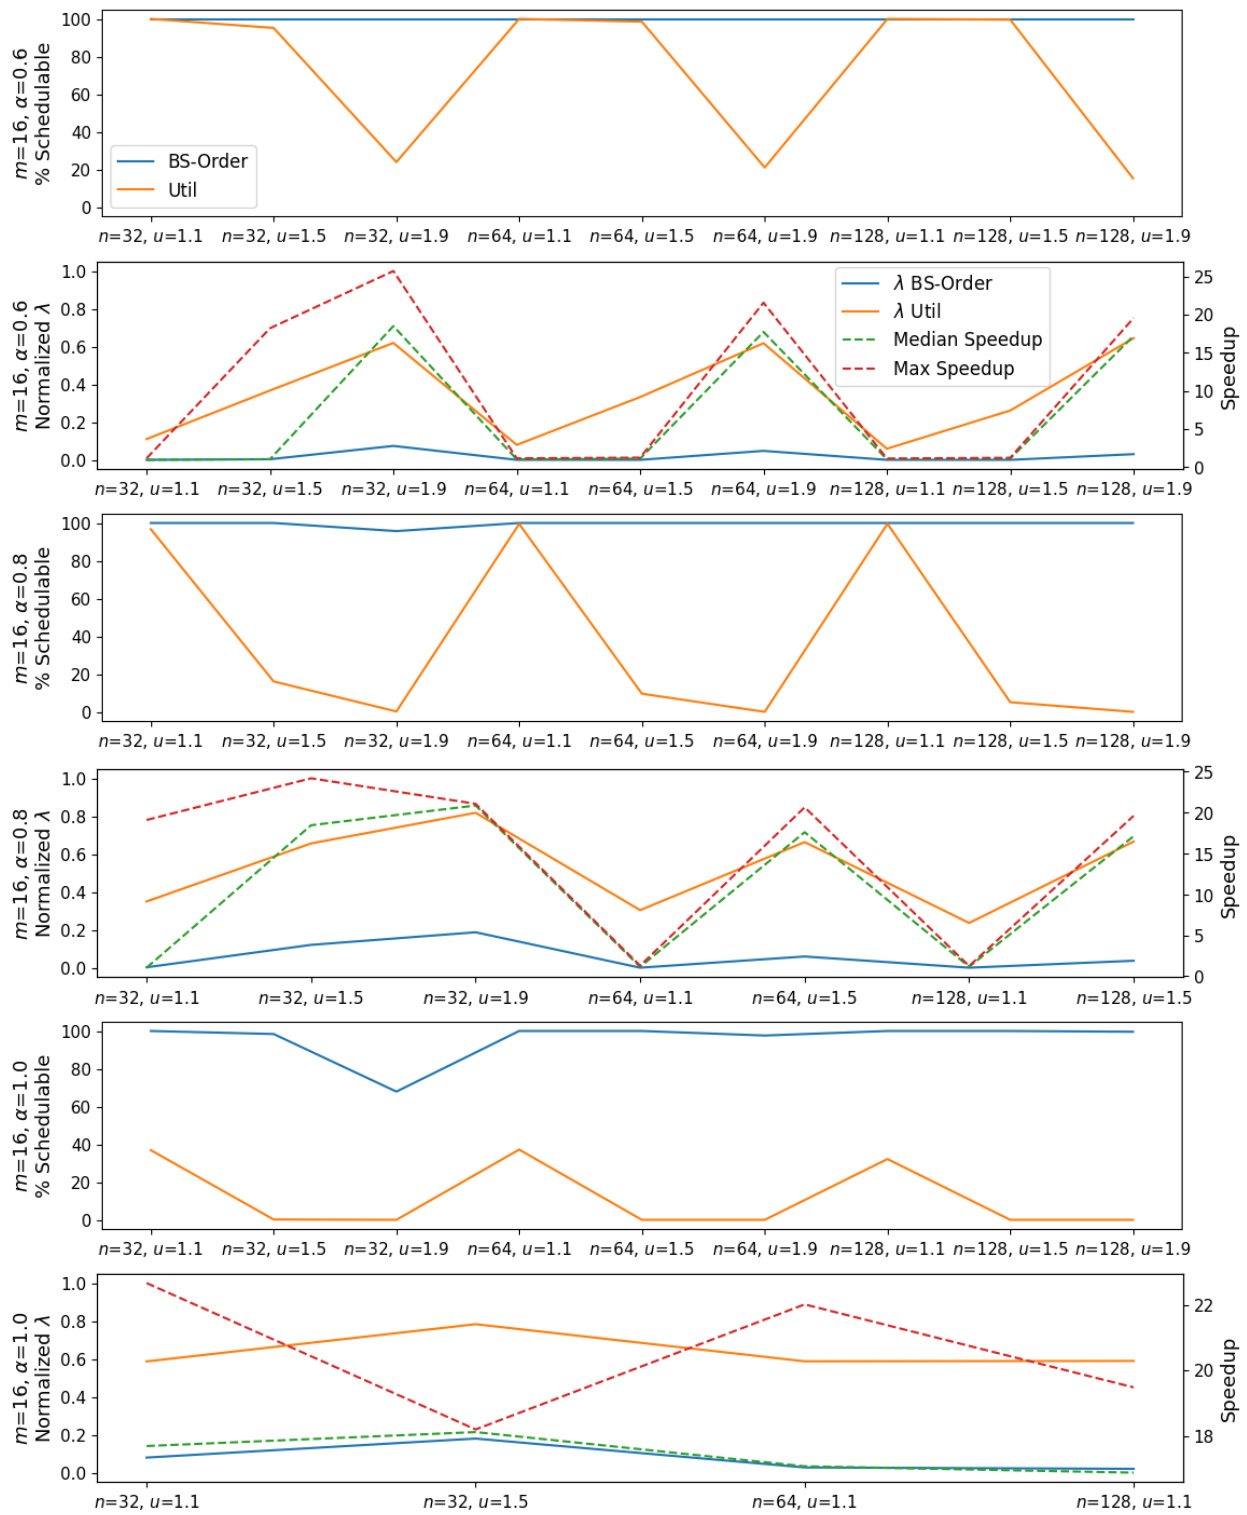 m=16, α=0.6
% Schedulable
100
80
60
40
20
0
BS-Order
Util
n=32, u=1.1 n=32, u=1.5 n=32, u=1.9 n=64, u=1.1 n=64, u=1.5 n=64, u=1.9 n=128, u=1.1 n=128, u=1.5 n=128, u=1.9
m=16, α=0.6
Normalized λ
1.0
0.8
0.6
0.4
0.2
0.0
λ BS-Order
λ Util
Median Speedup
Max Speedup
25
20
15
10
5
0
Speedup
n=32, u=1.1 n=32, u=1.5 n=32, u=1.9 n=64, u=1.1 n=64, u=1.5 n=64, u=1.9 n=128, u=1.1 n=128, u=1.5 n=128, u=1.9
m=16, α=0.8
% Schedulable
100
80
60
40
20
0
n=32, u=1.1 n=32, u=1.5 n=32, u=1.9 n=64, u=1.1 n=64, u=1.5 n=64, u=1.9 n=128, u=1.1 n=128, u=1.5 n=128, u=1.9
m=16, α=0.8
Normalized λ
1.0
0.8
0.6
0.4
0.2
0.0
25
20
15
10
5
0
Speedup
n=32, u=1.1 n=32, u=1.5 n=32, u=1.9 n=64, u=1.1 n=64, u=1.5 n=128, u=1.1 n=128, u=1.5
m=16, α=1.0
% Schedulable
100
80
60
40
20
0
n=32, u=1.1 n=32, u=1.5 n=32, u=1.9 n=64, u=1.1 n=64, u=1.5 n=64, u=1.9 n=128, u=1.1 n=128, u=1.5 n=128, u=1.9
m=16, α=1.0
Normalized λ
1.0
0.8
0.6
0.4
0.2
0.0
22
20
18
Speedup
n=32, u=1.1 n=32, u=1.5 n=64, u=1.1 n=128, u=1.1